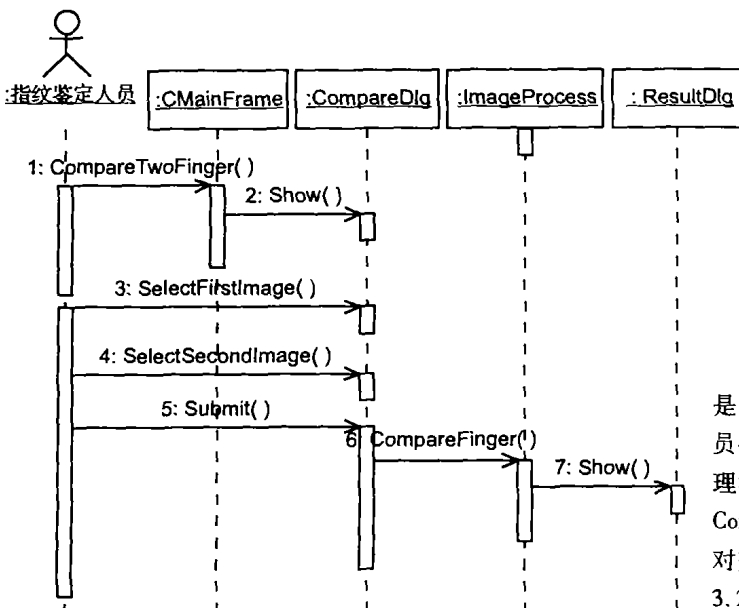 :指纹鉴定人员
:CMainFrame
:CompareDlg
:ImageProcess
: ResultDlg
1: CompareTwoFinger( )
2: Show( )
3: SelectFirstImage( )
4: SelectSecondImage( )
5: Submit( )
6: CompareFinger( )
7: Show( )
是
员
理
Co
对
3.